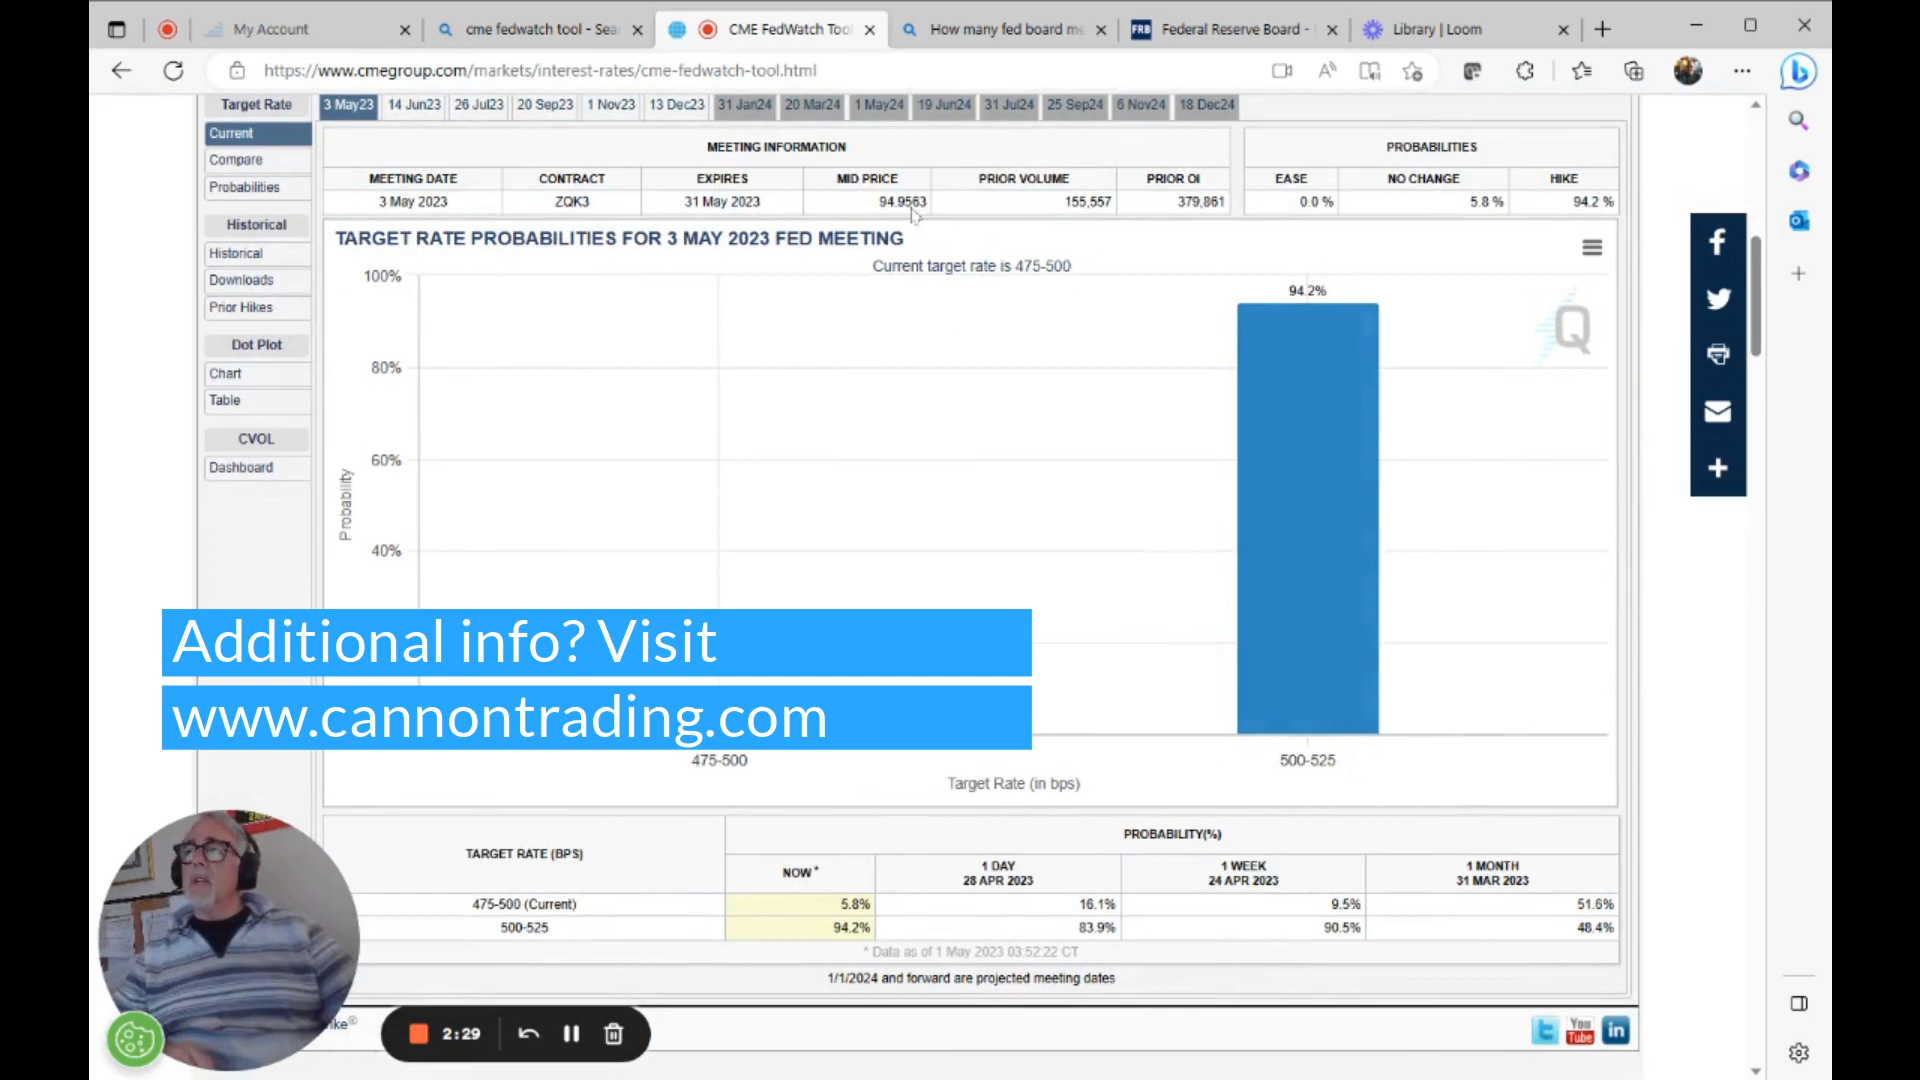 My Account
cme fedwatch tool - Sea
CME FedWatch Too
How many fed board me
FRB
Federal Reserve Board -
Library | Loom
https://www.cmegroup.com/markets/interest-rates/cme-fedwatch-tool.html
Target Rate
3 May23 14 Jun23 26 Jul23 20 Sep23 1 Nov23 13 Dec23 31 Jan24 20 Mar24 1 May24 19 Jun24 31 Jul24 25 Sep24 6 Nov24 18 Dec24
Current
Compare
Probabilities
Historical
Historical
Downloads
Prior Hikes
Dot Plot
Chart
Table
CVOL
Dashboard
MEETING INFORMATION
MEETING DATE CONTRACT EXPIRES MID PRICE PRIOR VOLUME PRIOR OI
3 May 2023 ZQK3 31 May 2023 94.9563 155,557 379,861
PROBABILITIES
EASE NO CHANGE HIKE
0.0 % 5.8 % 94.2 %
TARGET RATE PROBABILITIES FOR 3 MAY 2023 FED MEETING
Current target rate is 475-500
100%
80%
60%
40%
Probability
94.2%
Q
475-500 500-525
Target Rate (in bps)
Additional info? Visit
www.cannontrading.com
TARGET RATE (BPS) PROBABILITY(%)
NOW * 1 DAY 1 WEEK 1 MONTH
28 APR 2023 24 APR 2023 31 MAR 2023
475-500 (Current) 5.8% 16.1% 9.5% 51.6%
500-525 94.2% 83.9% 90.5% 48.4%
* Data as of 1 May 2023 03:52:22 CT
1/1/2024 and forward are projected meeting dates
ike®
2:29
You
Tube
in